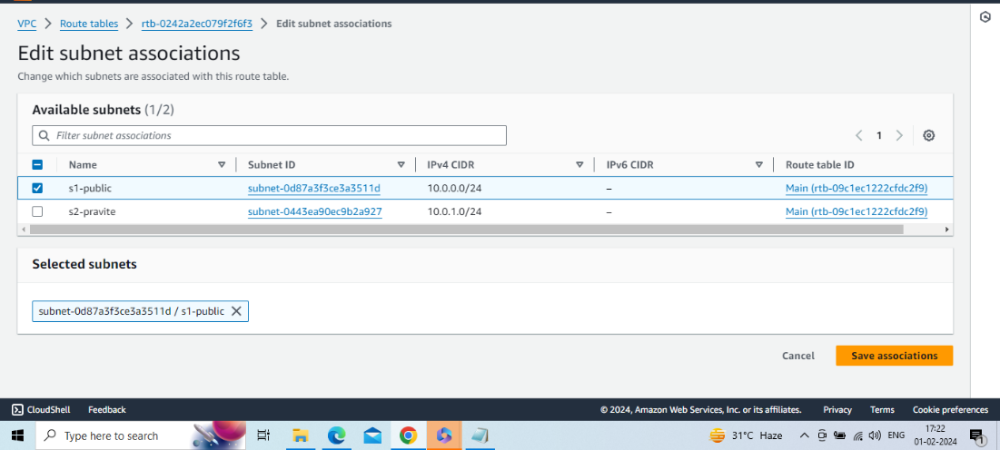 VPC > Route tables > rtb-0242a2ec079f2f6f3 > Edit subnet associations
Edit subnet associations
Change which subnets are associated with this route table.
Available subnets (1/2)
Filter subnet associations
1
Name Subnet ID IPv4 CIDR IPv6 CIDR Route table ID
s1-public subnet-0d87a3f3ce3a3511d 10.0.0.0/24 – Main (rtb-09c1ec1222cfdc2f9)
s2-pravite subnet-0443ea90ec9b2a927 10.0.1.0/24 – Main (rtb-09c1ec1222cfdc2f9)
Selected subnets
subnet-0d87a3f3ce3a3511d / s1-public
Cancel Save associations
CloudShell Feedback © 2024, Amazon Web Services, Inc. or its affiliates. Privacy Terms Cookie preferences
Type here to search 31°C Haze ENG 17:22
01-02-2024 1